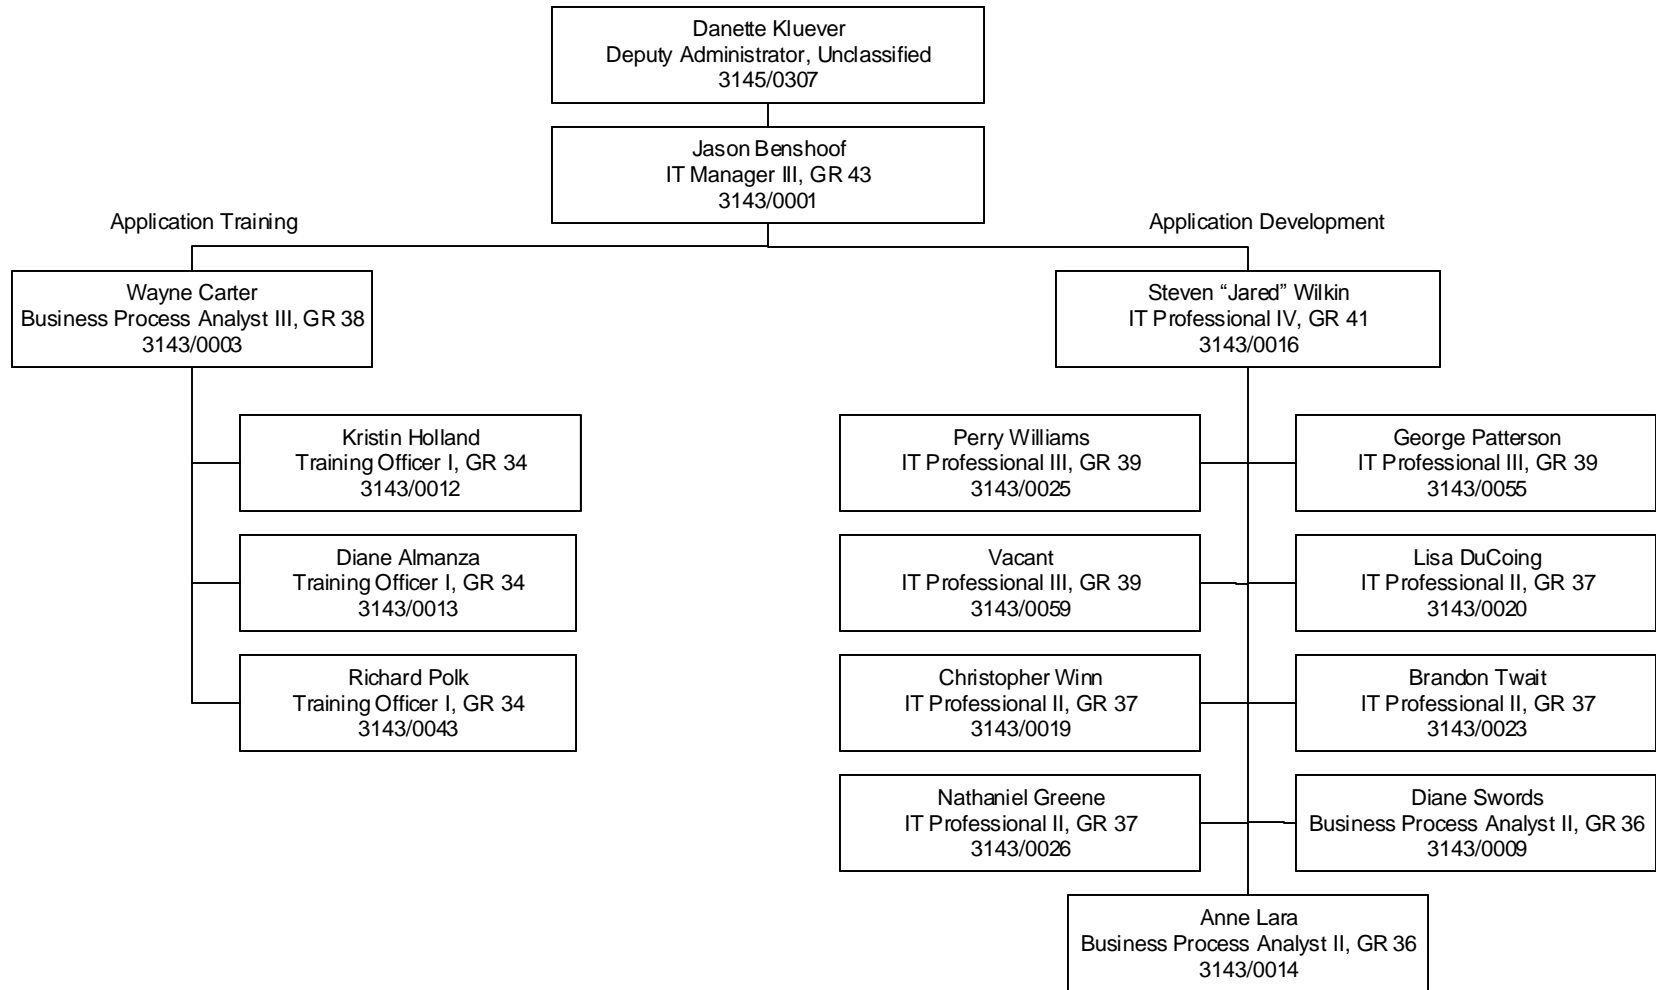 Danette Kluever
Deputy Administrator, Unclassified
3145/0307
Jason Benshoof
IT Manager III, GR 43
3143/0001
Application Training
Application Development
Wayne Carter
Business Process Analyst III, GR 38
3143/0003
Steven “Jared” Wilkin
IT Professional IV, GR 41
3143/0016
Kristin Holland
Training Officer I, GR 34
3143/0012
Perry Williams
IT Professional III, GR 39
3143/0025
George Patterson
IT Professional III, GR 39
3143/0055
Diane Almanza
Training Officer I, GR 34
3143/0013
Vacant
IT Professional III, GR 39
3143/0059
Lisa DuCoing
IT Professional II, GR 37
3143/0020
Richard Polk
Training Officer I, GR 34
3143/0043
Christopher Winn
IT Professional II, GR 37
3143/0019
Brandon Twait
IT Professional II, GR 37
3143/0023
Nathaniel Greene
IT Professional II, GR 37
3143/0026
Diane Swords
Business Process Analyst II, GR 36
3143/0009
Anne Lara
Business Process Analyst II, GR 36
3143/0014